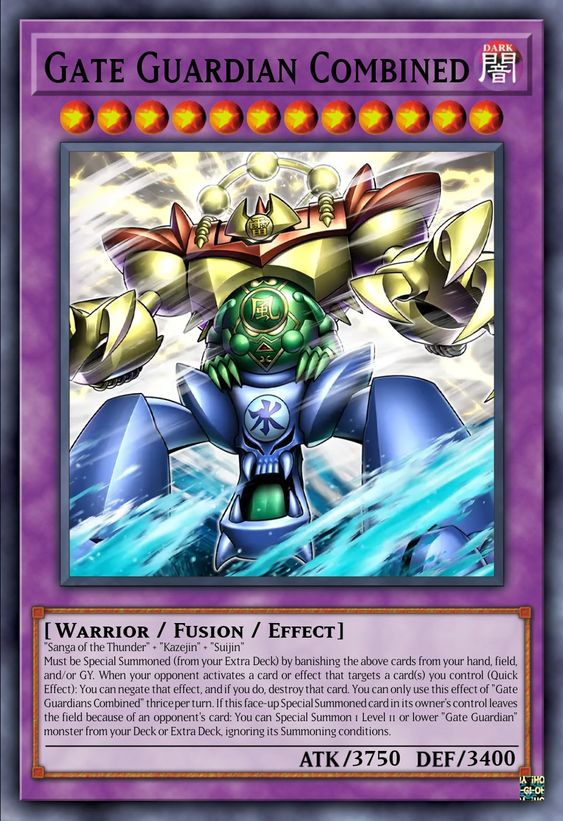 GATE GUARDIAN COMBINED
DARK
闇
風
水
[ WARRIOR / FUSION / EFFECT ]
"Sanga of the Thunder" + "Kazejin" + "Suijin"
Must be Special Summoned (from your Extra Deck) by banishing the above cards from your hand, field,
and/or GY. When your opponent activates a card or effect that targets a card(s) you control (Quick
Effect): You can negate that effect, and if you do, destroy that card. You can only use this effect of "Gate
Guardians Combined" thrice per turn. If this face-up Special Summoned card in its owner's control leaves
the field because of an opponent's card: You can Special Summon 1 Level 11 or lower "Gate Guardian"
monster from your Deck or Extra Deck, ignoring its Summoning conditions.
ATK/3750 DEF/3400